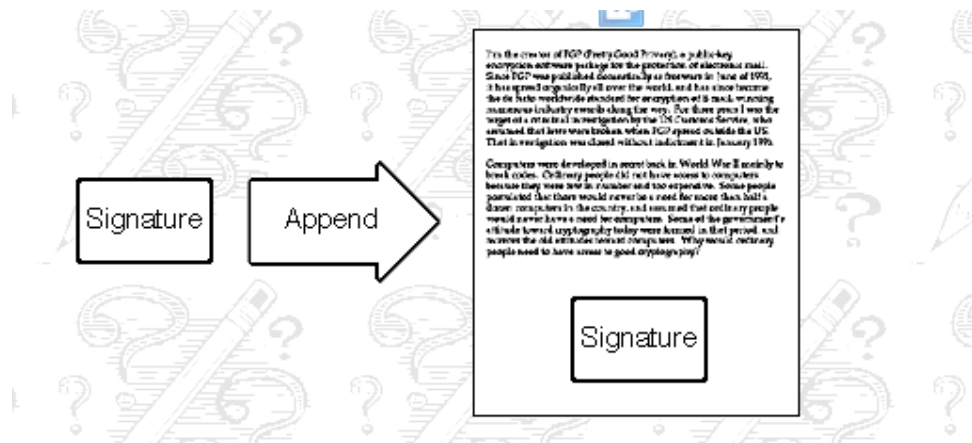 I'm the creator of PGP (Pretty Good Privacy), a public-key
encryption software package for the protection of electronic mail.
Since PGP was published domestically as freeware in June of 1991,
it has spread organically all over the world, and has since become
the de facto worldwide standard for encryption of E-mail, winning
numerous industry awards along the way. For three years I was the
target of a criminal investigation by the US Customs Service, who
assumed that laws were broken when PGP spread outside the US.
That investigation was closed without indictment in January 1996.
Computers were developed in secret back in World War II mainly to
break codes. Ordinary people did not have access to computers,
because they were few in number and too expensive. Some people
postulated that there would never be a need for more than half a
dozen computers in the country, and assumed that ordinary people
would never have a need for computers. Some of the government's
attitude toward cryptography today were formed in that period, and
mirrors the old attitudes toward computers. Why would ordinary
people need to have access to good cryptography?
Signature
Append
Signature